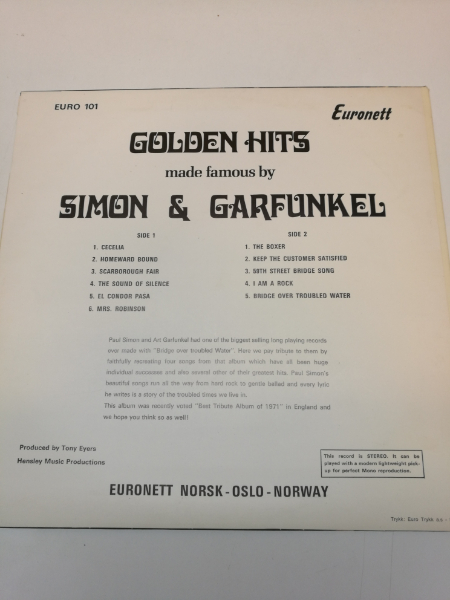 EURO 101
Euronett
GOLDEN HITS
made famous by
SIMON & GARFUNKEL
SIDE 1
1. CECELIA
2. HOMEWARD BOUND
3. SCARBOROUGH FAIR
4. THE SOUND OF SILENCE
5. EL CONDOR PASA
6. MRS. ROBINSON
SIDE 2
1. THE BOXER
2. KEEP THE CUSTOMER SATISFIED
3. 59TH STREET BRIDGE SONG
4. I AM A ROCK
5. BRIDGE OVER TROUBLED WATER
Paul Simon and Art Garfunkel had one of the biggest selling long playing records
ever made with "Bridge over troubled Water". Here we pay tribute to them by
faithfully recreating four songs from that album which have all been huge
individual successes and also several other of their greatest hits. Paul Simon's
beautiful songs run all the way from hard rock to gentle ballad and every lyric
he writes is a story of the troubled times we live in.
This album was recently voted "Best Tribute Album of 1971" in England and
we hope you think so as well!
Produced by Tony Eyers
Hensley Music Productions
This record is STEREO. It can be
played with a modern lightweight pick-
up for perfect Mono reproduction.
EURONETT NORSK - OSLO - NORWAY
Trykk: Euro Trykk